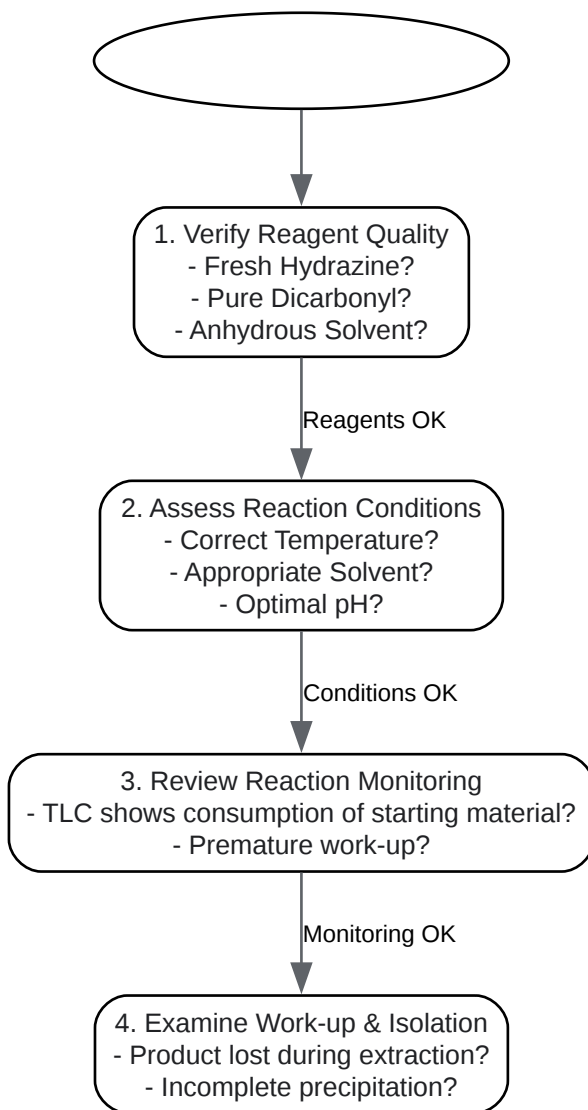 1. Verify Reagent Quality
- Fresh Hydrazine?
- Pure Dicarbonyl?
- Anhydrous Solvent?
Reagents OK
2. Assess Reaction Conditions
- Correct Temperature?
- Appropriate Solvent?
- Optimal pH?
Conditions OK
3. Review Reaction Monitoring
- TLC shows consumption of starting material?
- Premature work-up?
Monitoring OK
4. Examine Work-up & Isolation
- Product lost during extraction?
- Incomplete precipitation?